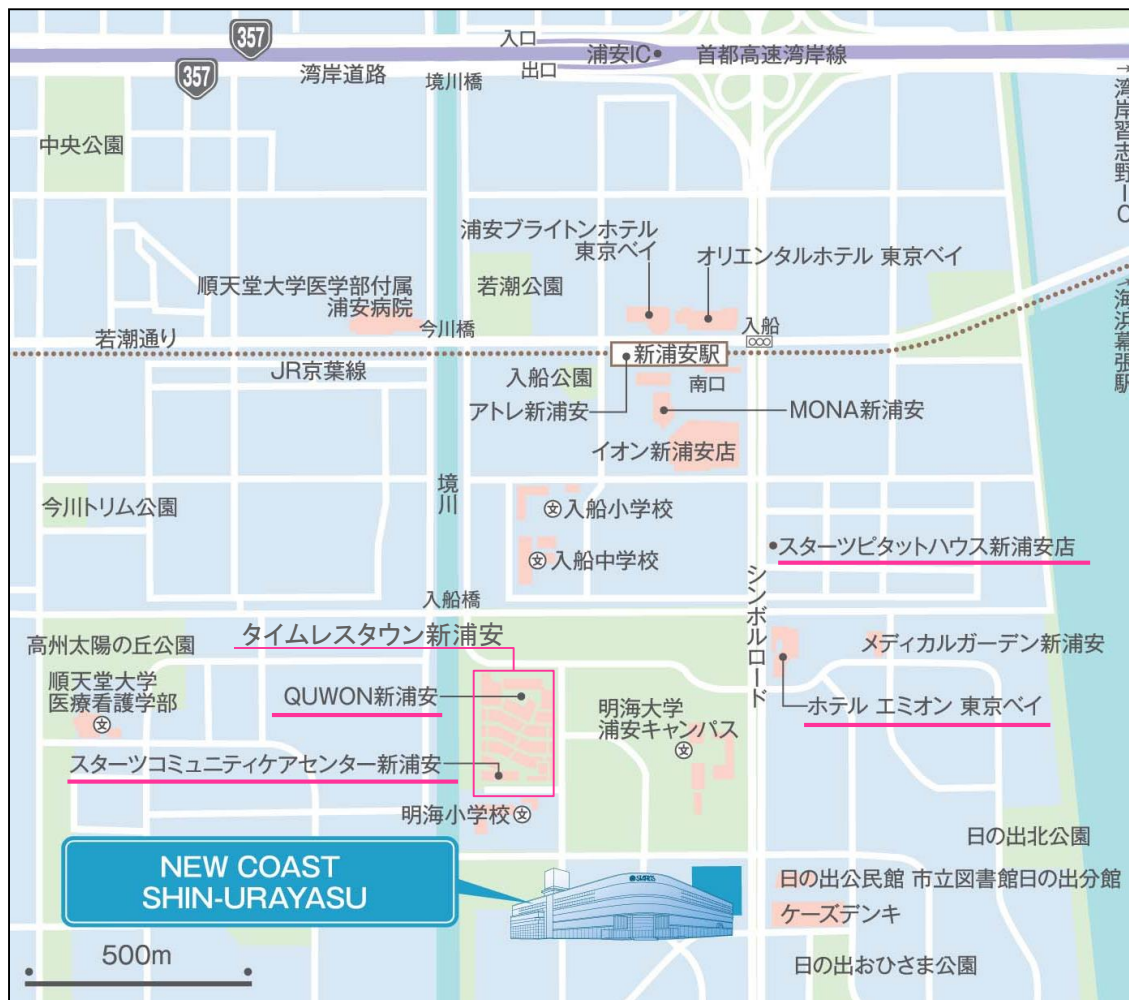 357
入口
浦安IC
首都高速湾岸線
357
湾岸道路
境川橋
出口
→湾岸習志野IC
中央公園
浦安ブライトンホテル
東京ベイ
オリエンタルホテル 東京ベイ
順天堂大学医学部付属
浦安病院
若潮公園
→海浜幕張駅
若潮通り
今川橋
入船
新浦安駅
JR京葉線
入船公園
南口
アトレ新浦安
MONA新浦安
イオン新浦安店
境川
今川トリム公園
文入船小学校
文入船中学校
スターツピタットハウス新浦安店
シンボルロード
入船橋
高州太陽の丘公園
タイムレスタウン新浦安
メディカルガーデン新浦安
順天堂大学
医療看護学部
文
QUWON新浦安
明海大学
浦安キャンパス
文
ホテル エミオン 東京ベイ
スターツコミュニティケアセンター新浦安
明海小学校文
日の出北公園
NEW COAST
SHIN-URAYASU
STARTS
日の出公民館 市立図書館日の出分館
ケーズデンキ
500m
日の出おひさま公園